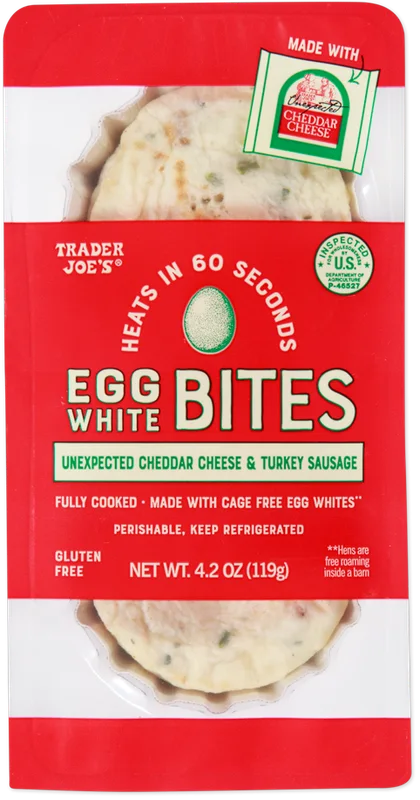 MADE WITH
Unexpected
CHEDDAR
CHEESE
TRADER
JOE'S®
INSPECTED
FOR WHOLESOMENESS
BY
U.S.
DEPARTMENT OF
AGRICULTURE
P-46527
HEATS IN 60 SECONDS
EGG
WHITE
BITES
UNEXPECTED CHEDDAR CHEESE & TURKEY SAUSAGE
FULLY COOKED · MADE WITH CAGE FREE EGG WHITES**
PERISHABLE, KEEP REFRIGERATED
GLUTEN
FREE
NET WT. 4.2 OZ (119g)
**Hens are
free roaming
inside a barn